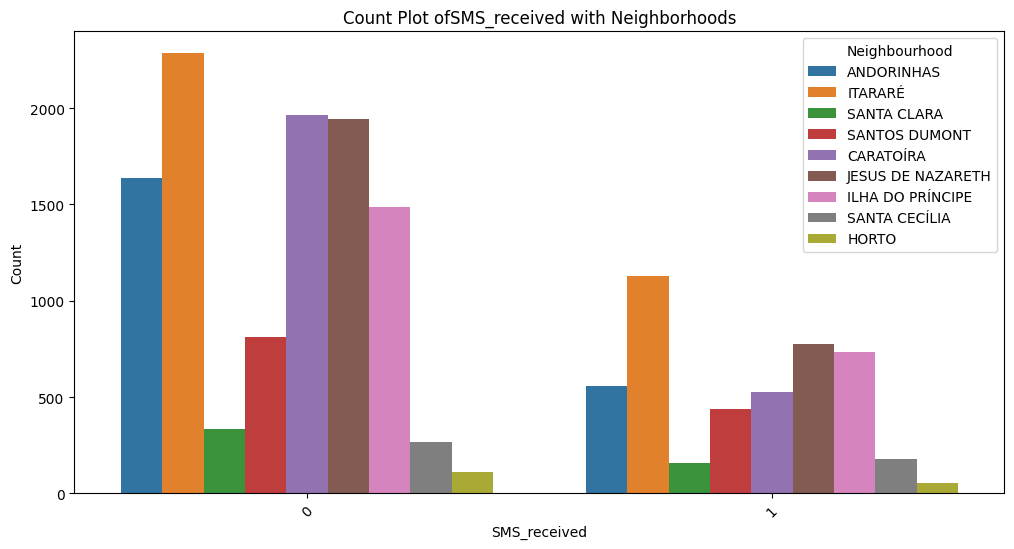 Count Plot ofSMS_received with Neighborhoods
Neighbourhood
ANDORINHAS
ITARARÉ
SANTA CLARA
SANTOS DUMONT
CARATOÍRA
JESUS DE NAZARETH
ILHA DO PRÍNCIPE
SANTA CECÍLIA
HORTO
Count
2000
1500
1000
500
0
0
1
SMS_received